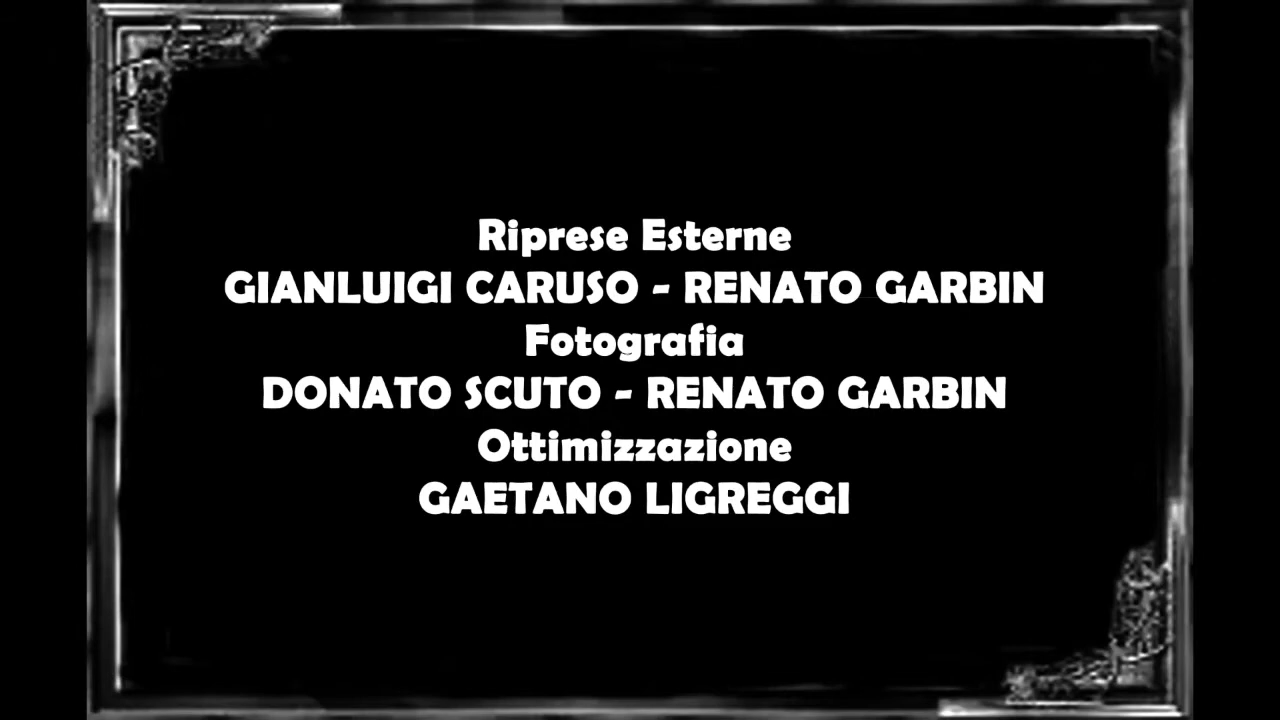 Riprese Esterne
GIANLUIGI CARUSO - RENATO GARBIN
Fotografia
DONATO SCUTO - RENATO GARBIN
Ottimizzazione
GAETANO LIGREGGI